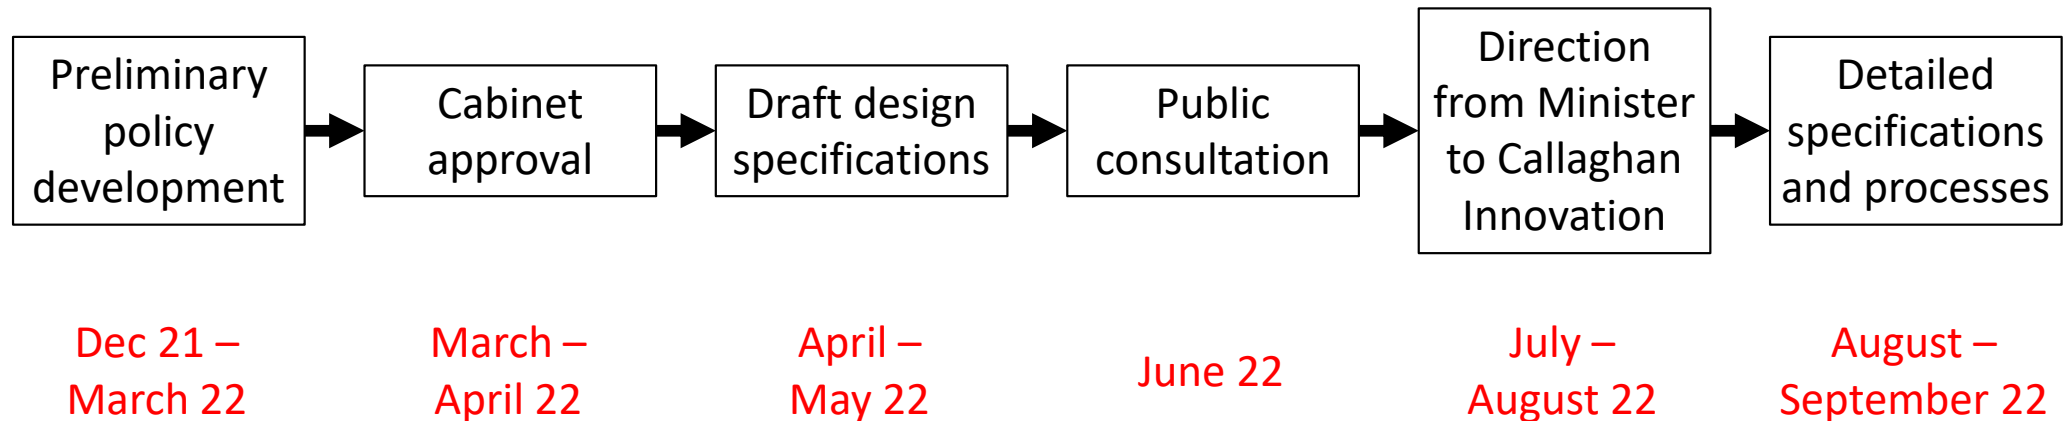 Preliminary
policy
development
Cabinet
approval
Draft design
specifications
Public
consultation
Direction
from Minister
to Callaghan
Innovation
Detailed
specifications
and processes
Dec 21 –
March 22
March –
April 22
April –
May 22
June 22
July –
August 22
August –
September 22